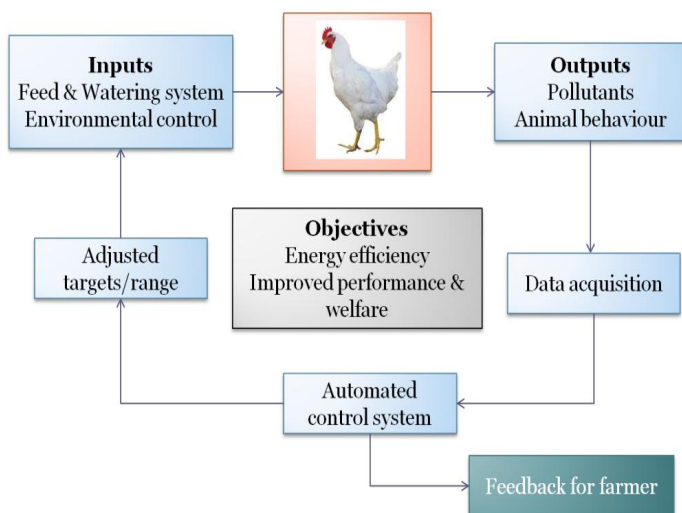 Inputs
Feed & Watering system
Environmental control
Outputs
Pollutants
Animal behaviour
Objectives
Energy efficiency
Improved performance &
welfare
Adjusted
targets/range
Data acquisition
Automated
control system
Feedback for farmer